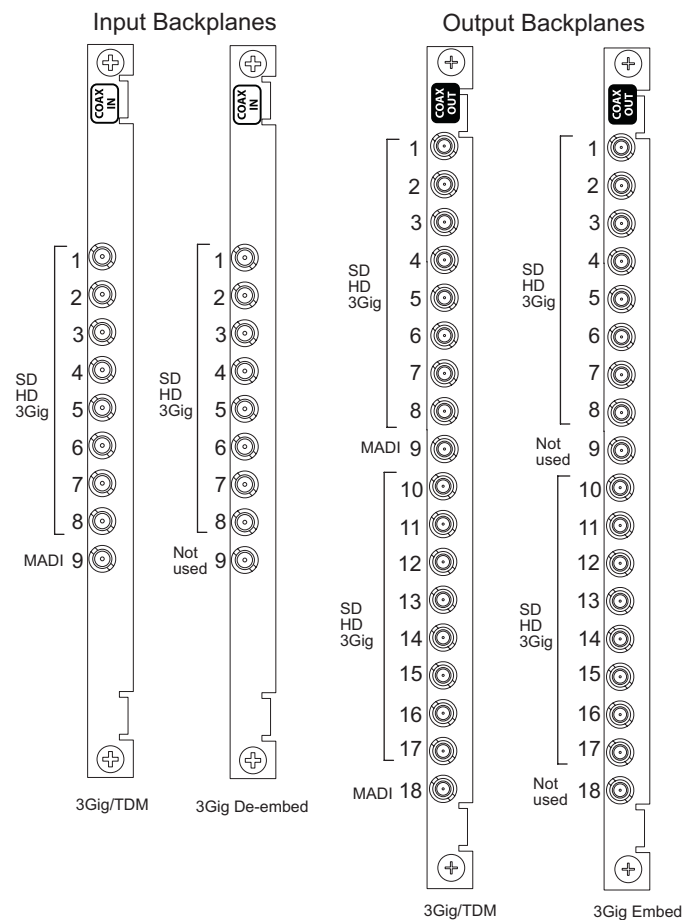 Input Backplanes
COAX
IN
1
2
3
4
5
6
7
8
SD
HD
3Gig
MADI 9
3Gig/TDM
COAX
IN
1
2
3
4
5
6
7
8
SD
HD
3Gig
Not
used 9
3Gig De-embed
Output Backplanes
COAX
OUT
1
2
3
4
5
6
7
8
SD
HD
3Gig
MADI 9
10
11
12
13
14
15
16
17
SD
HD
3Gig
MADI 18
3Gig/TDM
COAX
OUT
1
2
3
4
5
6
7
8
SD
HD
3Gig
Not
used 9
10
11
12
13
14
15
16
17
SD
HD
3Gig
Not
used 18
3Gig Embed